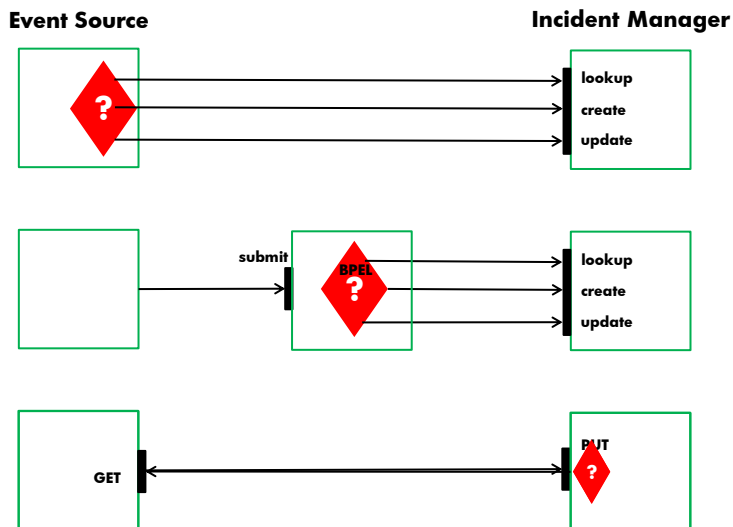 Event Source
Incident Manager
?
lookup
create
update
submit
BPEL
?
lookup
create
update
GET
PUT
?